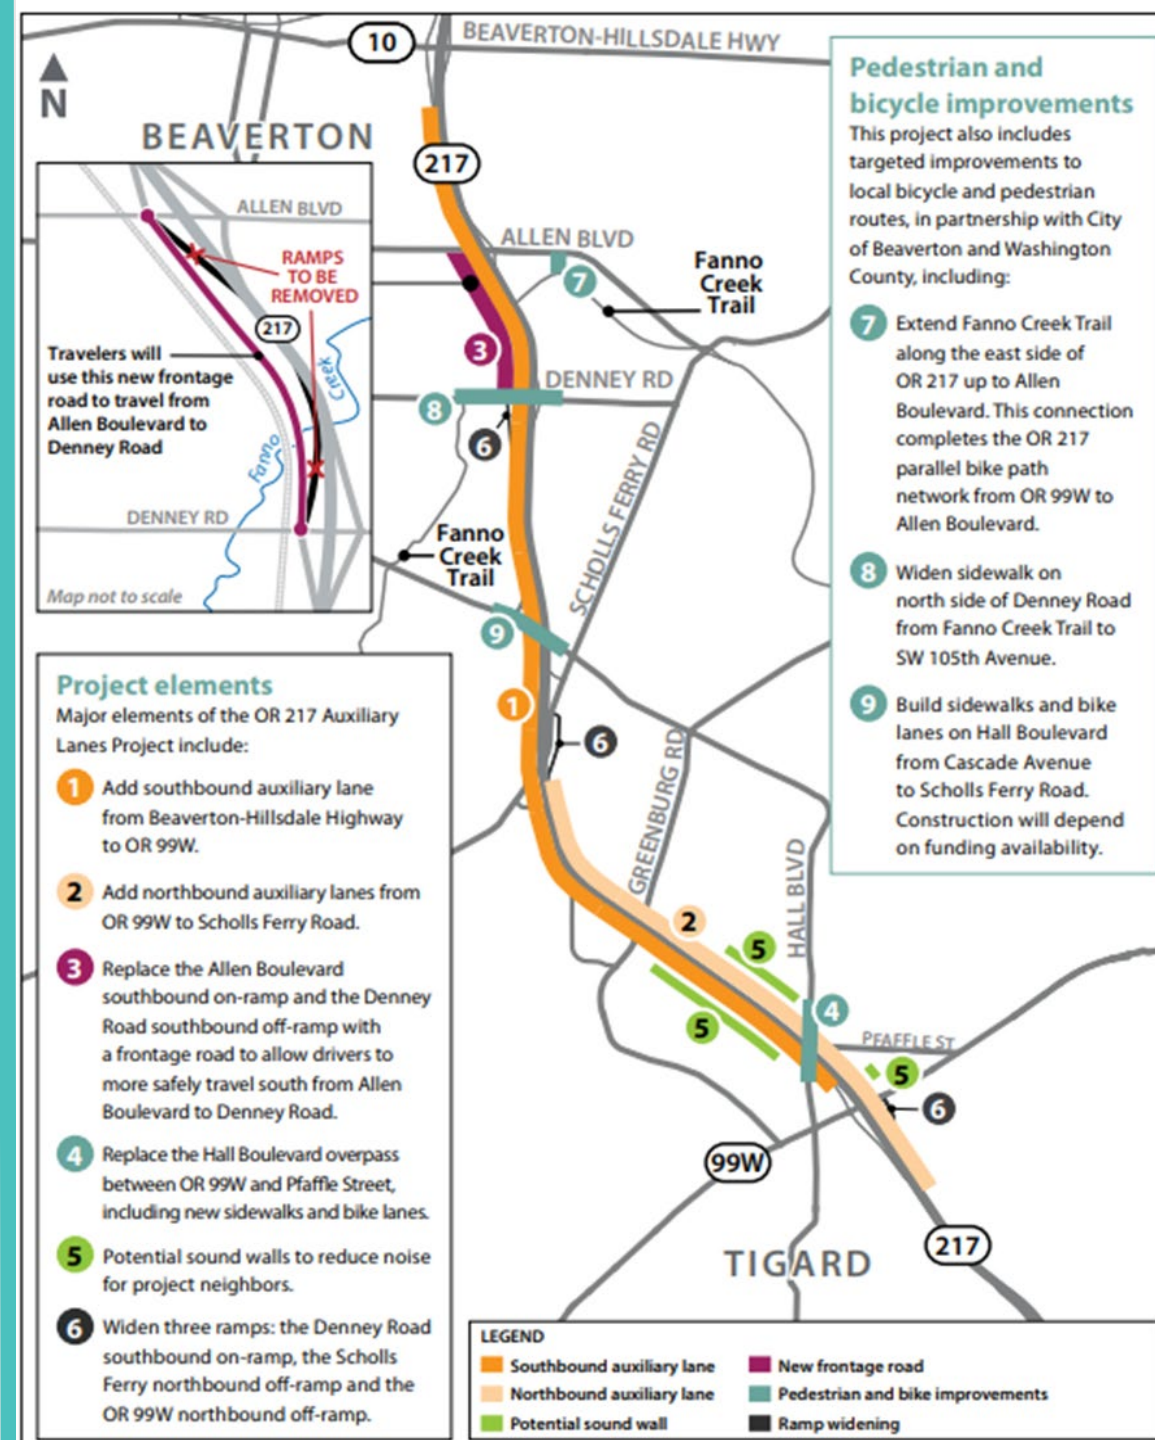 10
BEAVERTON-HILLSDALE HWY
N
BEAVERTON
217
ALLEN BLVD
Fanno
Creek
Trail
7
3
DENNEY RD
8
6
SCHOLLS FERRY RD
Fanno
Creek
Trail
9
1
6
GREENBURG RD
HALL BLVD
2
5
5
4
PFAFFLE ST
5
6
99W
217
TIGARD
ALLEN BLVD
RAMPS
TO BE
REMOVED
217
Travelers will
use this new frontage
road to travel from
Allen Boulevard to
Denney Road
Fanno
Creek
DENNEY RD
Map not to scale
Project elements
Major elements of the OR 217 Auxiliary
Lanes Project include:
1 Add southbound auxiliary lane
from Beaverton-Hillsdale Highway
to OR 99W.
2 Add northbound auxiliary lanes from
OR 99W to Scholls Ferry Road.
3 Replace the Allen Boulevard
southbound on-ramp and the Denney
Road southbound off-ramp with
a frontage road to allow drivers to
more safely travel south from Allen
Boulevard to Denney Road.
4 Replace the Hall Boulevard overpass
between OR 99W and Pfaffle Street,
including new sidewalks and bike lanes.
5 Potential sound walls to reduce noise
for project neighbors.
6 Widen three ramps: the Denney Road
southbound on-ramp, the Scholls
Ferry northbound off-ramp and the
OR 99W northbound off-ramp.
Pedestrian and
bicycle improvements
This project also includes
targeted improvements to
local bicycle and pedestrian
routes, in partnership with City
of Beaverton and Washington
County, including:
7 Extend Fanno Creek Trail
along the east side of
OR 217 up to Allen
Boulevard. This connection
completes the OR 217
parallel bike path
network from OR 99W to
Allen Boulevard.
8 Widen sidewalk on
north side of Denney Road
from Fanno Creek Trail to
SW 105th Avenue.
9 Build sidewalks and bike
lanes on Hall Boulevard
from Cascade Avenue
to Scholls Ferry Road.
Construction will depend
on funding availability.
LEGEND
Southbound auxiliary lane
Northbound auxiliary lane
Potential sound wall
New frontage road
Pedestrian and bike improvements
Ramp widening